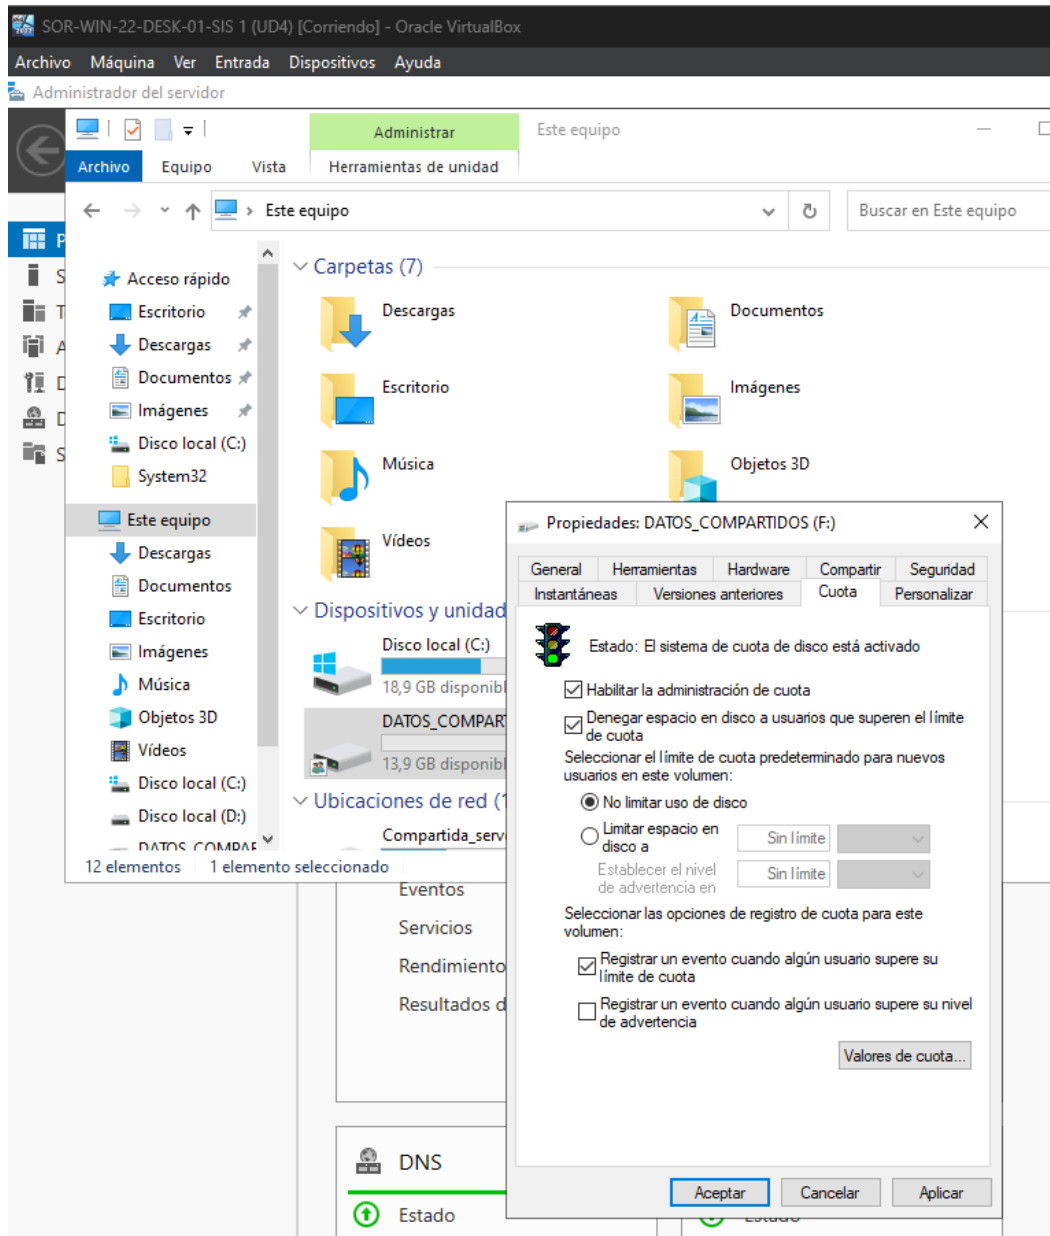 SOR-WIN-22-DESK-01-SIS 1 (UD4) [Corriendo] - Oracle VirtualBox
Archivo Máquina Ver Entrada Dispositivos Ayuda
Administrador del servidor
Administrar
Este equipo
Archivo Equipo Vista Herramientas de unidad
Este equipo
Buscar en Este equipo
Acceso rápido
Escritorio
Descargas
Documentos
Imágenes
Disco local (C:)
System32
Este equipo
Descargas
Documentos
Escritorio
Imágenes
Música
Objetos 3D
Vídeos
Disco local (C:)
Disco local (D:)
DATOS_COMPAR
Carpetas (7)
Descargas
Documentos
Escritorio
Imágenes
Música
Objetos 3D
Vídeos
Dispositivos y unidad
Disco local (C:)
18,9 GB disponibl
DATOS_COMPART
13,9 GB disponibl
Ubicaciones de red (1
Compartida_serv
12 elementos 1 elemento seleccionado
P
S
T
A
D
D
S
Eventos
Servicios
Rendimiento
Resultados d
DNS
Estado
Estado
Propiedades: DATOS_COMPARTIDOS (F:)
General Herramientas Hardware Compartir Seguridad
Instantáneas Versiones anteriores Cuota Personalizar
Estado: El sistema de cuota de disco está activado
Habilitar la administración de cuota
Denegar espacio en disco a usuarios que superen el límite
de cuota
Seleccionar el límite de cuota predeterminado para nuevos
usuarios en este volumen:
No limitar uso de disco
Limitar espacio en
disco a
Sin límite
Establecer el nivel
de advertencia en
Sin límite
Seleccionar las opciones de registro de cuota para este
volumen:
Registrar un evento cuando algún usuario supere su
límite de cuota
Registrar un evento cuando algún usuario supere su nivel
de advertencia
Valores de cuota...
Aceptar Cancelar Aplicar